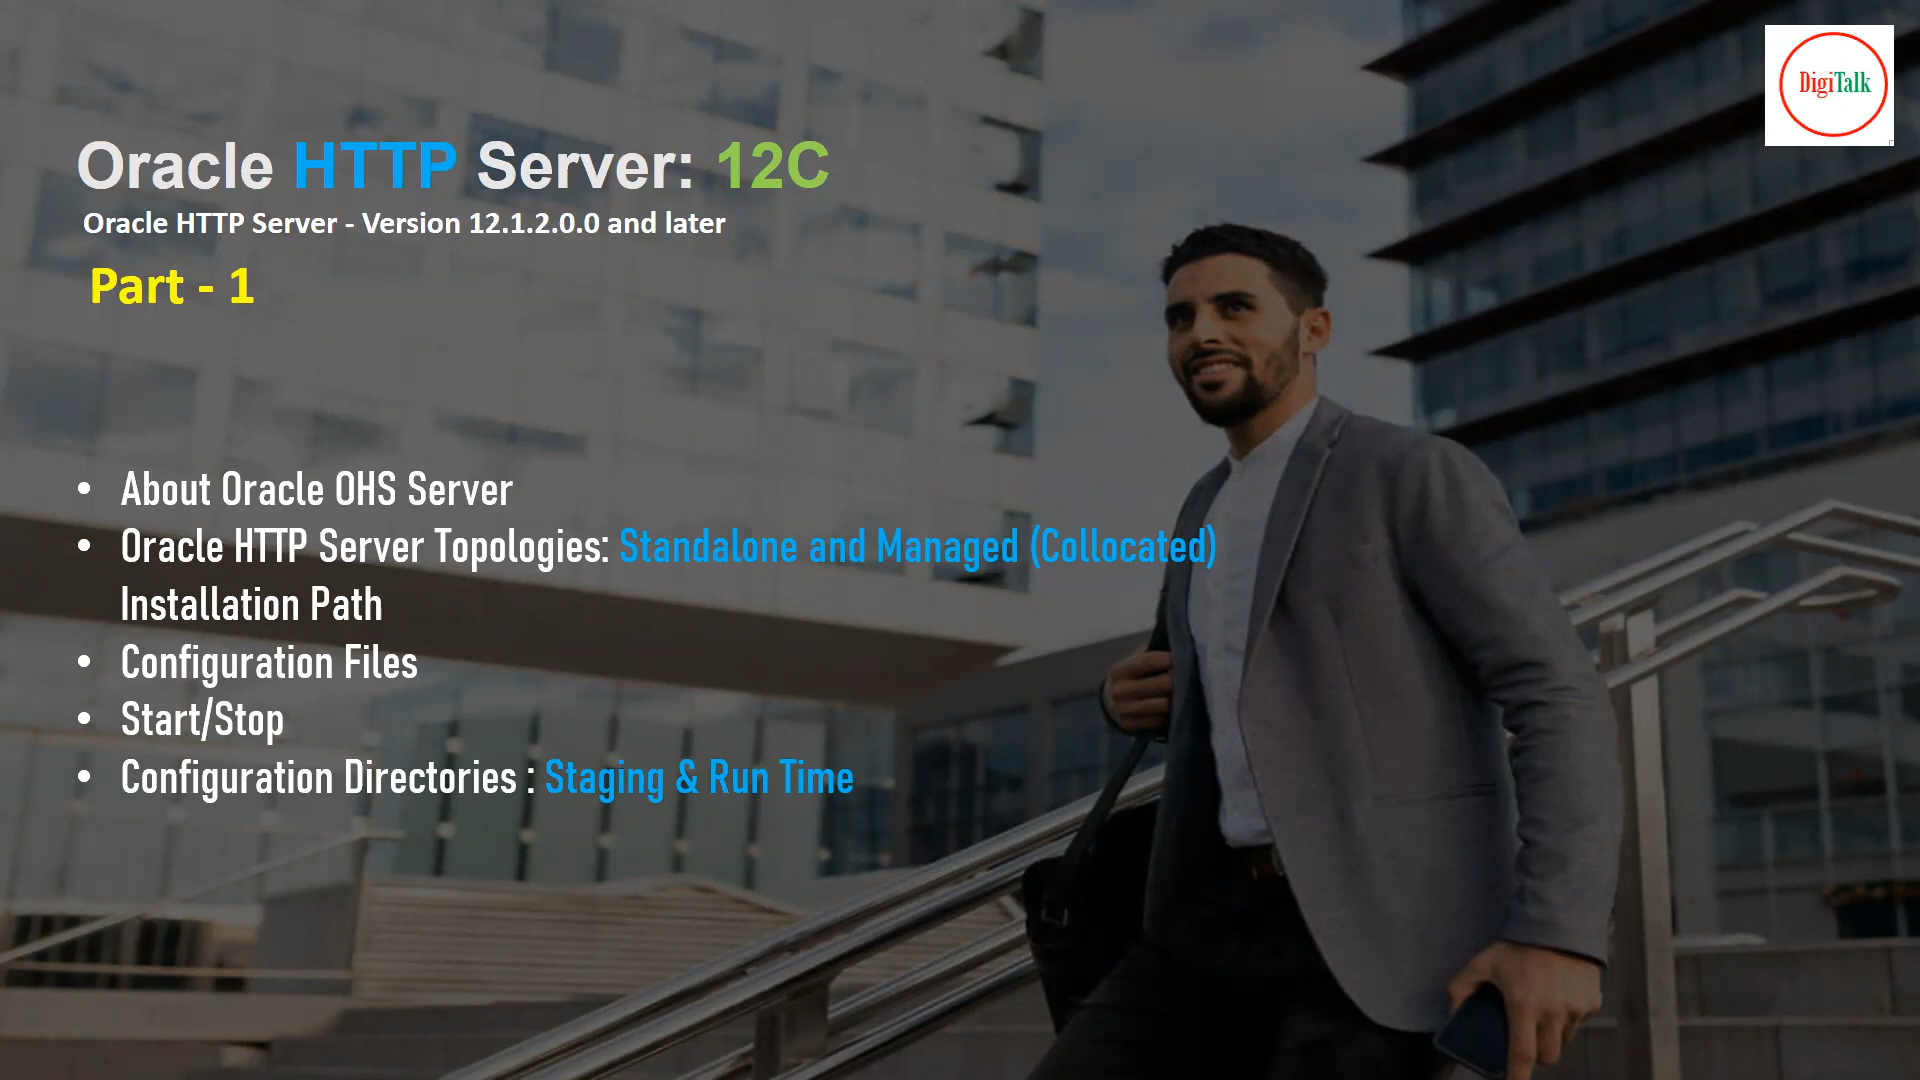 DigiTalk
Oracle HTTP Server: 12C
Oracle HTTP Server - Version 12.1.2.0.0 and later
Part - 1
• About Oracle OHS Server
• Oracle HTTP Server Topologies: Standalone and Managed (Collocated)
Installation Path
• Configuration Files
• Start/Stop
• Configuration Directories : Staging & Run Time